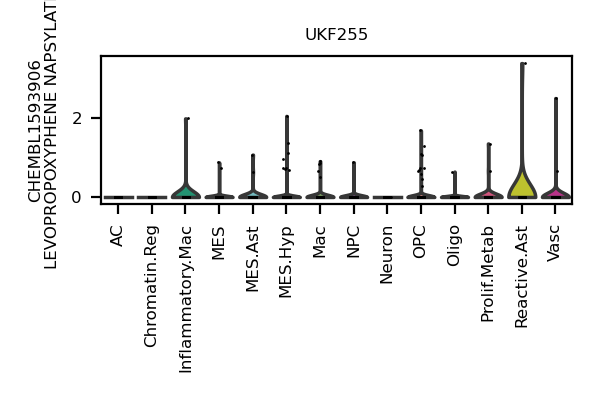 UKF255
CHEMBL1593906
LEVOPROPOXYPHENE NAPSYLAT
2
0
AC
Chromatin.Reg
Inflammatory.Mac
MES
MES.Ast
MES.Hyp
Mac
NPC
Neuron
OPC
Oligo
Prolif.Metab
Reactive.Ast
Vasc